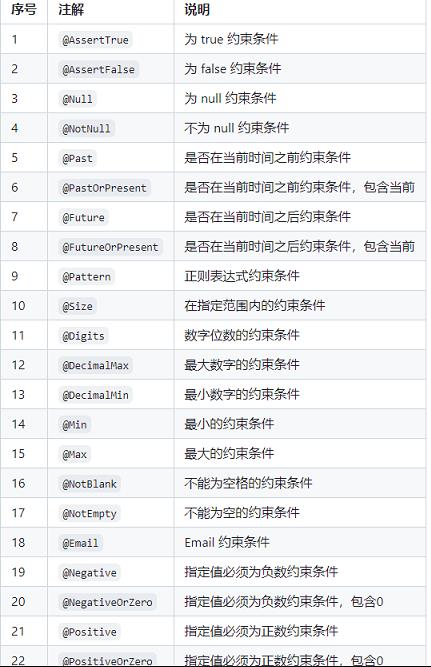 序号 注解 说明
1 @AssertTrue 为 true 约束条件
2 @AssertFalse 为 false 约束条件
3 @Null 为 null 约束条件
4 @NotNull 不为 null 约束条件
5 @Past 是否在当前时间之前约束条件
6 @PastOrPresent 是否在当前时间之前约束条件，包含当前
7 @Future 是否在当前时间之后约束条件
8 @FutureOrPresent 是否在当前时间之后约束条件，包含当前
9 @Pattern 正则表达式约束条件
10 @Size 在指定范围内的约束条件
11 @Digits 数字位数的约束条件
12 @DecimalMax 最大数字的约束条件
13 @DecimalMin 最小数字的约束条件
14 @Min 最小的约束条件
15 @Max 最大的约束条件
16 @NotBlank 不能为空格的约束条件
17 @NotEmpty 不能为空的约束条件
18 @Email Email 约束条件
19 @Negative 指定值必须为负数约束条件
20 @NegativeOrZero 指定值必须为负数约束条件，包含0
21 @Positive 指定值必须为正数约束条件
22 @PositiveOrZero 指定值必须为正数约束条件，包含0